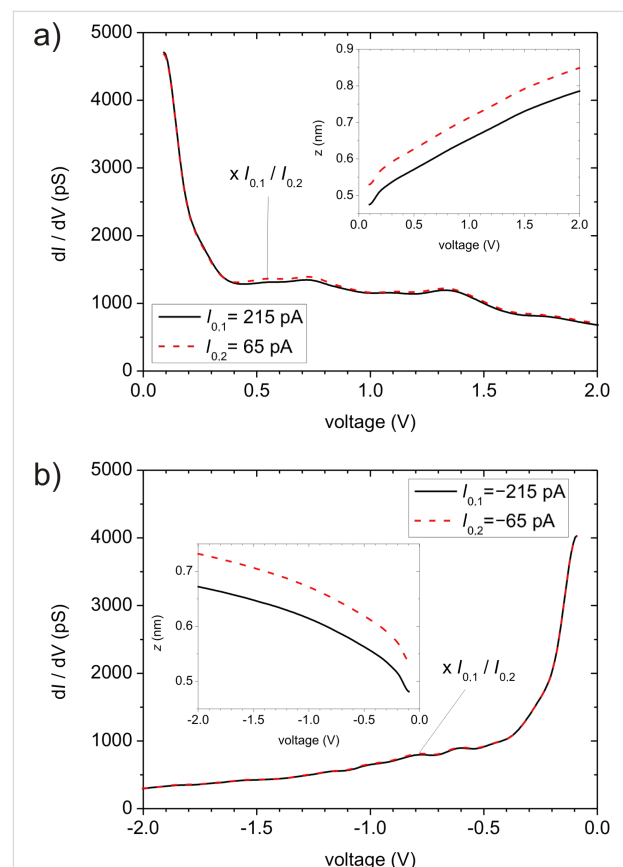 a)
5000
4000
3000
2000
1000
0
dI / dV (pS)
0.0 0.5 1.0 1.5 2.0
voltage (V)
x I0.1 / I0.2
I0.1= 215 pA
I0.2= 65 pA
0.9
0.8
0.7
0.6
0.5
z (nm)
0.0 0.5 1.0 1.5 2.0
voltage (V)
b)
5000
4000
3000
2000
1000
0
dI / dV (pS)
-2.0 -1.5 -1.0 -0.5 0.0
voltage (V)
I0.1=−215 pA
I0.2=−65 pA
0.7
0.6
0.5
z (nm)
-2.0 -1.5 -1.0 -0.5 0.0
voltage (V)
x I0.1 / I0.2